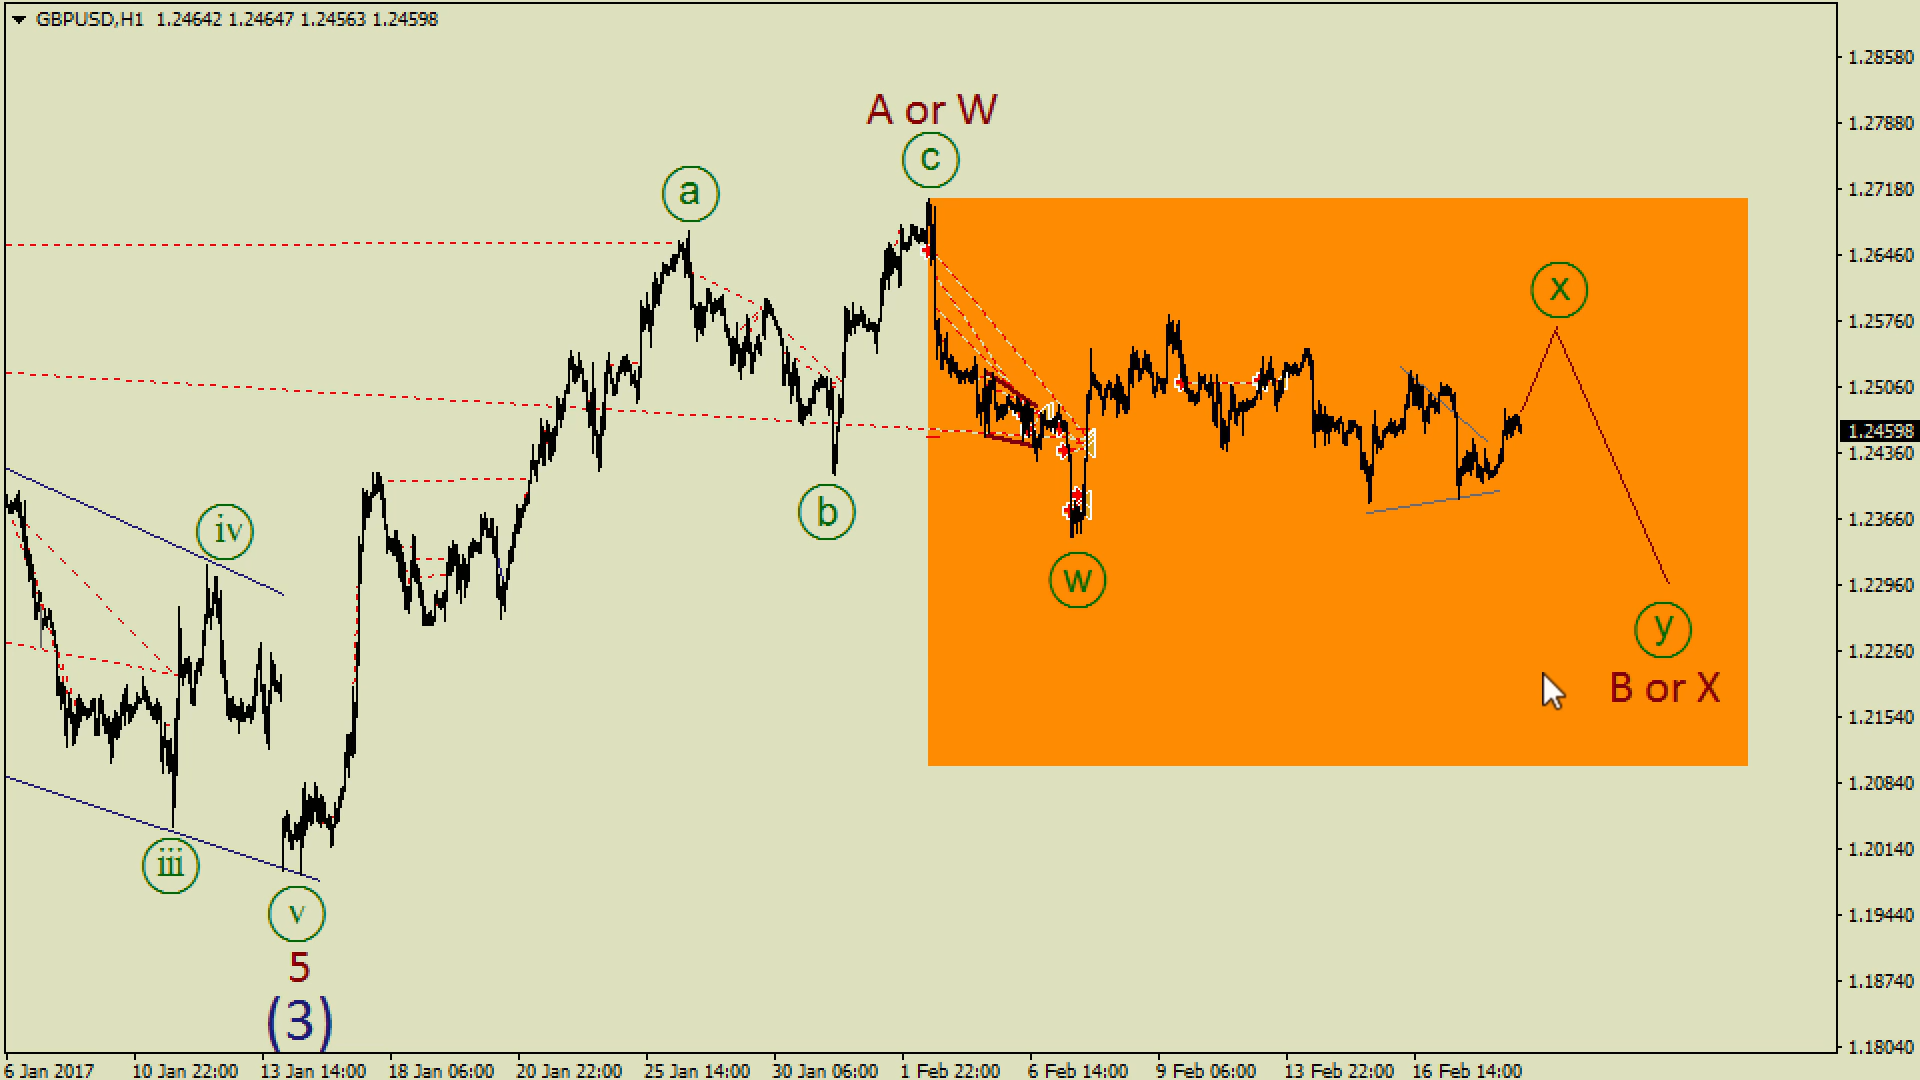 GBPUSD,H1 1.24642 1.24647 1.24563 1.24598
1.28580
A or W
1.27880
c
a
1.27180
1.26460
x
1.25760
1.25060
1.24598
1.24360
b
iv
1.23660
w
1.22960
y
1.22260
B or X
1.21540
1.20840
1.20140
iii
v
1.19440
5
1.18740
(3)
1.18040
6 Jan 2017 10 Jan 22:00 13 Jan 14:00 18 Jan 06:00 20 Jan 22:00 25 Jan 14:00 30 Jan 06:00 1 Feb 22:00 6 Feb 14:00 9 Feb 06:00 13 Feb 22:00 16 Feb 14:00